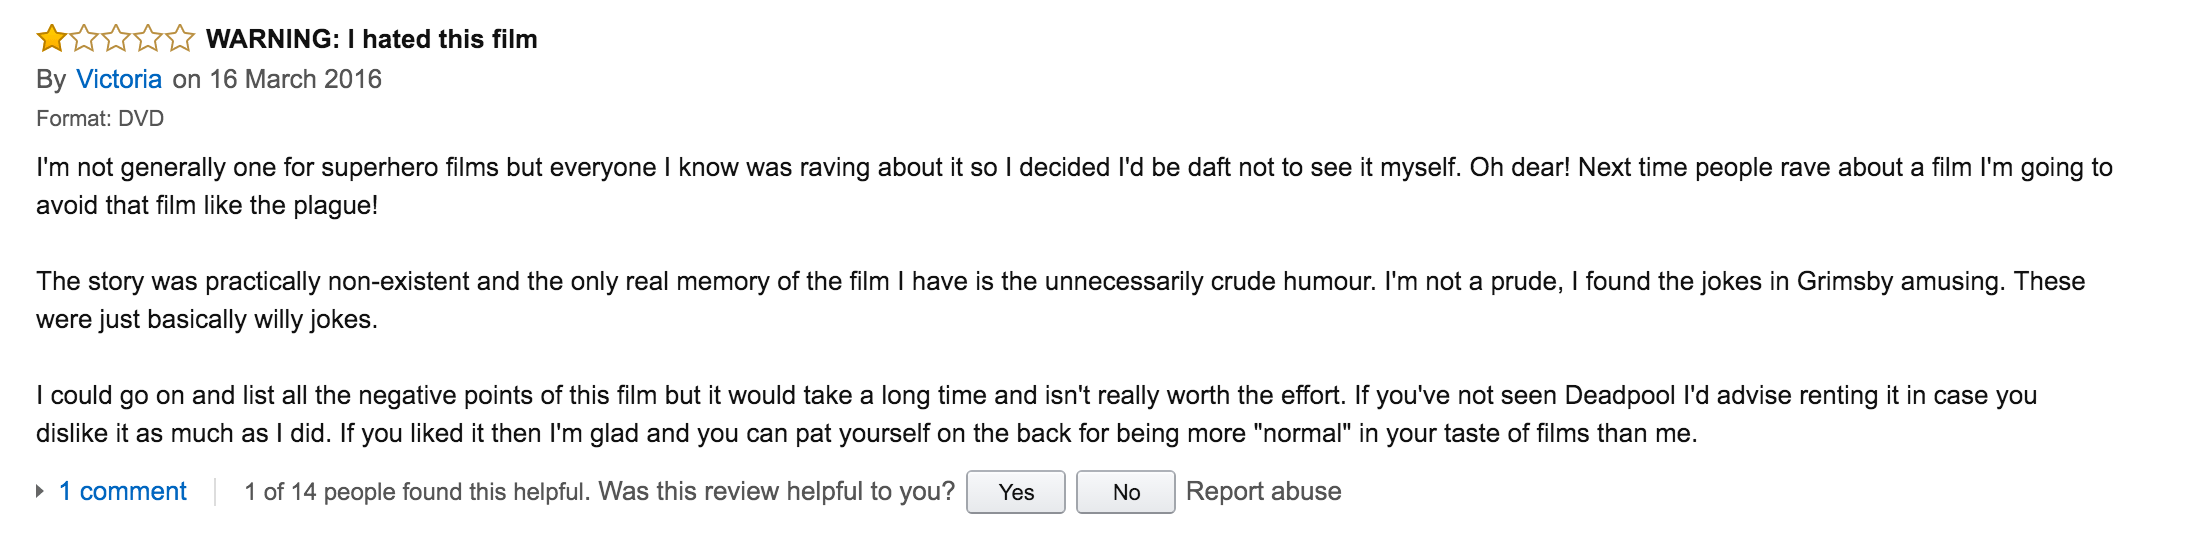 WARNING: I hated this film
By Victoria on 16 March 2016
Format: DVD
I'm not generally one for superhero films but everyone I know was raving about it so I decided I'd be daft not to see it myself. Oh dear! Next time people rave about a film I'm going to
avoid that film like the plague!
The story was practically non-existent and the only real memory of the film I have is the unnecessarily crude humour. I'm not a prude, I found the jokes in Grimsby amusing. These
were just basically willy jokes.
I could go on and list all the negative points of this film but it would take a long time and isn't really worth the effort. If you've not seen Deadpool I'd advise renting it in case you
dislike it as much as I did. If you liked it then I'm glad and you can pat yourself on the back for being more "normal" in your taste of films than me.
1 comment 1 of 14 people found this helpful. Was this review helpful to you? Yes No Report abuse